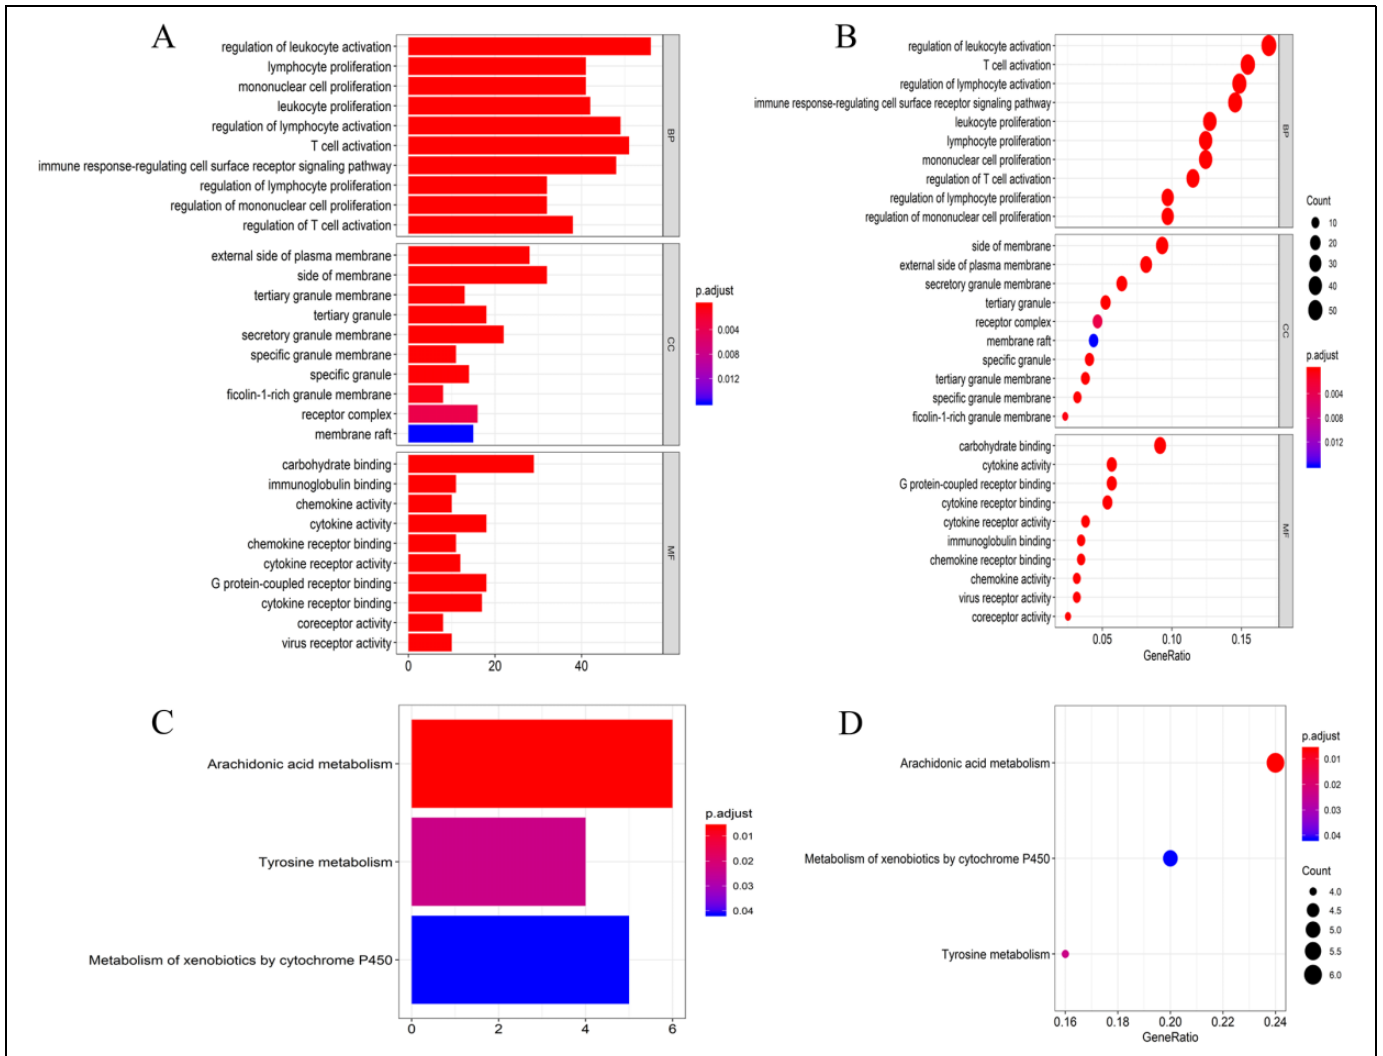 A
regulation of leukocyte activation
lymphocyte proliferation
mononuclear cell proliferation
leukocyte proliferation
regulation of lymphocyte activation
T cell activation
immune response-regulating cell surface receptor signaling pathway
regulation of lymphocyte proliferation
regulation of mononuclear cell proliferation
regulation of T cell activation
BP
external side of plasma membrane
side of membrane
tertiary granule membrane
tertiary granule
secretory granule membrane
specific granule membrane
specific granule
ficolin-1-rich granule membrane
receptor complex
membrane raft
CC
carbohydrate binding
immunoglobulin binding
chemokine activity
cytokine activity
chemokine receptor binding
cytokine receptor activity
G protein-coupled receptor binding
cytokine receptor binding
coreceptor activity
virus receptor activity
MF
0 20 40
p.adjust
0.004
0.008
0.012
B
regulation of leukocyte activation
T cell activation
regulation of lymphocyte activation
immune response-regulating cell surface receptor signaling pathway
leukocyte proliferation
lymphocyte proliferation
mononuclear cell proliferation
regulation of T cell activation
regulation of lymphocyte proliferation
regulation of mononuclear cell proliferation
BP
side of membrane
external side of plasma membrane
secretory granule membrane
tertiary granule
receptor complex
membrane raft
specific granule
tertiary granule membrane
specific granule membrane
ficolin-1-rich granule membrane
CC
carbohydrate binding
cytokine activity
G protein-coupled receptor binding
cytokine receptor binding
cytokine receptor activity
immunoglobulin binding
chemokine receptor binding
chemokine activity
virus receptor activity
coreceptor activity
MF
0.05 0.10 0.15
GeneRatio
Count
10
20
30
40
50
p.adjust
0.004
0.008
0.012
C
Arachidonic acid metabolism
Tyrosine metabolism
Metabolism of xenobiotics by cytochrome P450
0 2 4 6
p.adjust
0.01
0.02
0.03
0.04
D
Arachidonic acid metabolism
Metabolism of xenobiotics by cytochrome P450
Tyrosine metabolism
0.16 0.18 0.20 0.22 0.24
GeneRatio
p.adjust
0.01
0.02
0.03
0.04
Count
4.0
4.5
5.0
5.5
6.0